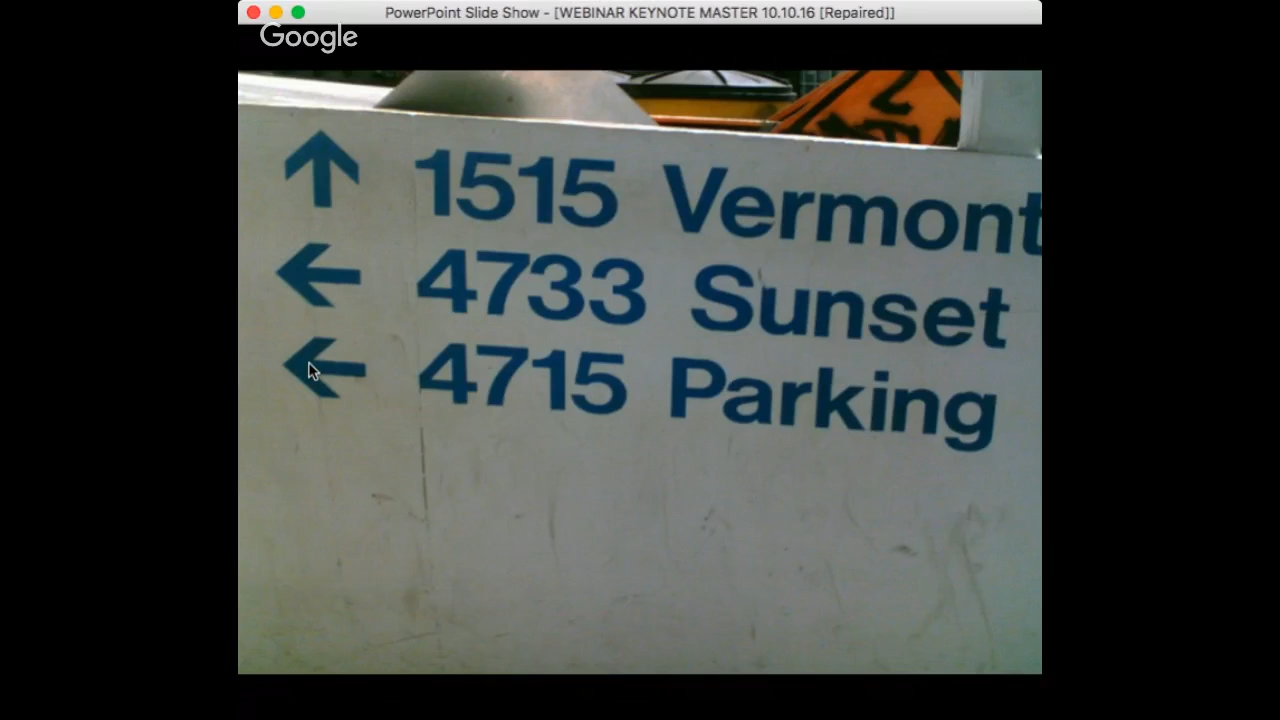 PowerPoint Slide Show - [WEBINAR KEYNOTE MASTER 10.10.16 [Repaired]]
Google
↑ 1515 Vermont
← 4733 Sunset
← 4715 Parking